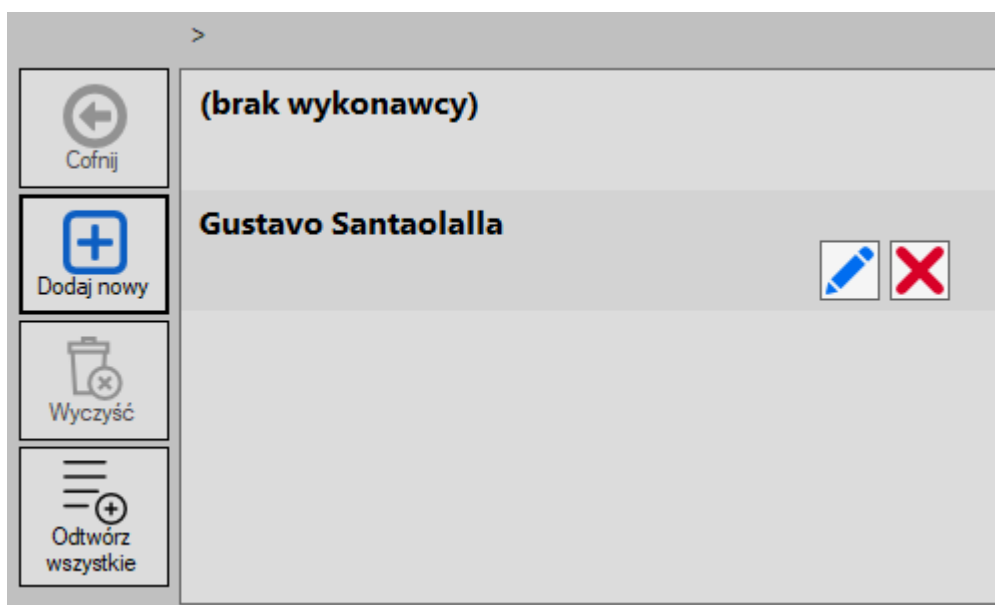 >
Cofnij
(brak wykonawcy)
Dodaj nowy
Gustavo Santaolalla
Wyczyść
Odtwórz
wszystkie